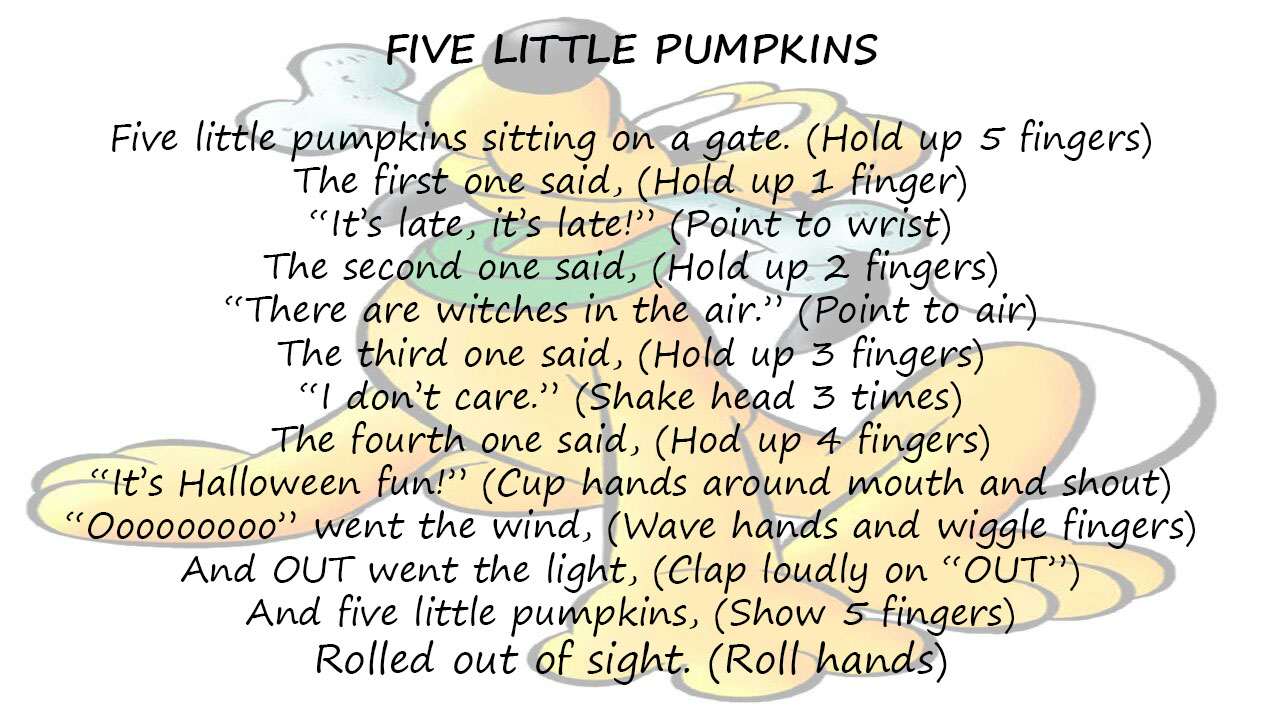 FIVE LITTLE PUMPKINS
Five little pumpkins sitting on a gate. (Hold up 5 fingers)
The first one said, (Hold up 1 finger)
“It’s late, it’s late!” (Point to wrist)
The second one said, (Hold up 2 fingers)
“There are witches in the air.” (Point to air)
The third one said, (Hold up 3 fingers)
“I don’t care.” (Shake head 3 times)
The fourth one said, (Hod up 4 fingers)
“It’s Halloween fun!” (Cup hands around mouth and shout)
“Ooooooooo” went the wind, (Wave hands and wiggle fingers)
And OUT went the light, (Clap loudly on “OUT”)
And five little pumpkins, (Show 5 fingers)
Rolled out of sight. (Roll hands)